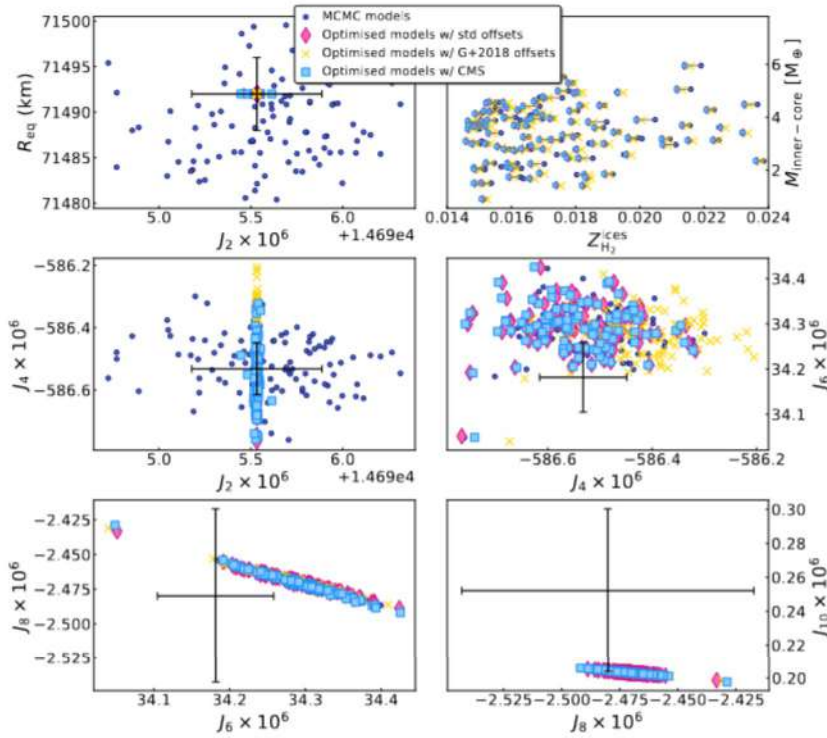 MCMC models
Optimised models w/ std offsets
Optimised models w/ G+2018 offsets
Optimised models w/ CMS
71500
71495
71490
71485
71480
R_eq (km)
5.0 5.5 6.0
+1.469e4
J_2 × 10^6
6
4
2
M_inner−core [M_⊕]
0.014 0.016 0.018 0.020 0.022 0.024
Z^ices_H_2
−586.2
−586.4
−586.6
J_4 × 10^6
5.0 5.5 6.0
+1.469e4
J_2 × 10^6
34.4
34.3
34.2
34.1
J_6 × 10^6
−586.6 −586.4 −586.2
J_4 × 10^6
−2.425
−2.450
−2.475
−2.500
−2.525
J_8 × 10^6
34.1 34.2 34.3 34.4
J_6 × 10^6
0.30
0.28
0.26
0.24
0.22
0.20
J_10 × 10^6
−2.525 −2.500 −2.475 −2.450 −2.425
J_8 × 10^6